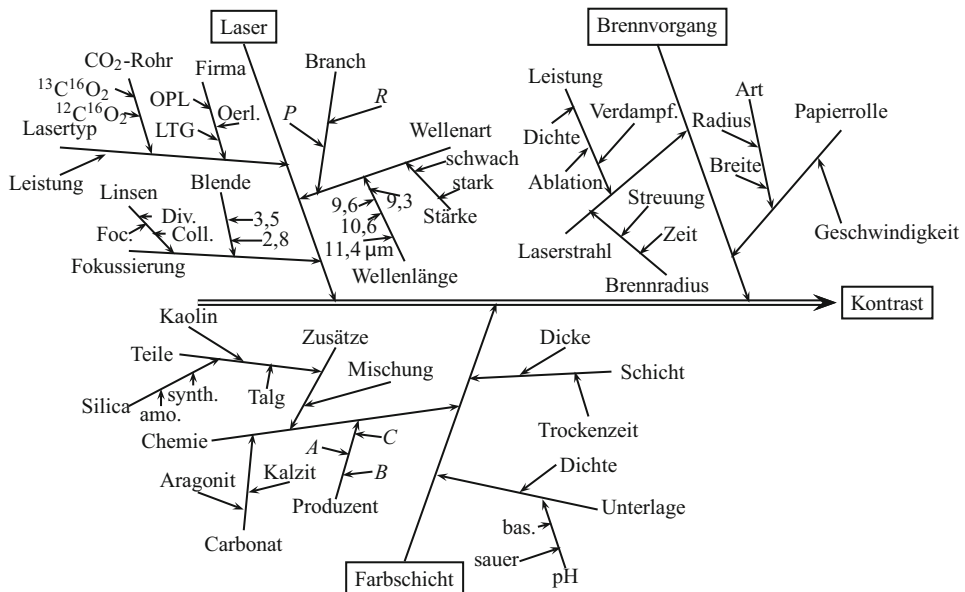 Laser
Brennvorgang
CO₂-Rohr
Firma
Branch
Leistung
Art
¹³C¹⁶O₂
OPL
R
Verdampf.
Radius
Papierrolle
¹²C¹⁶O₂
Oerl.
P
Lasertyp
LTG
Wellenart
Dichte
Breite
schwach
Leistung
Blende
stark
Ablation
Linsen
9,6
9,3
Stärke
Streuung
Div.
3,5
10,6
Geschwindigkeit
Foc.
Coll.
2,8
11,4 µm
Laserstrahl
Zeit
Fokussierung
Wellenlänge
Brennradius
Kontrast
Kaolin
Zusätze
Dicke
Teile
Mischung
Schicht
synth.
Talg
Silica
amo.
Trockenzeit
Chemie
A
C
Dichte
Kalzit
B
Aragonit
Produzent
Unterlage
bas.
Carbonat
sauer
Farbschicht
pH